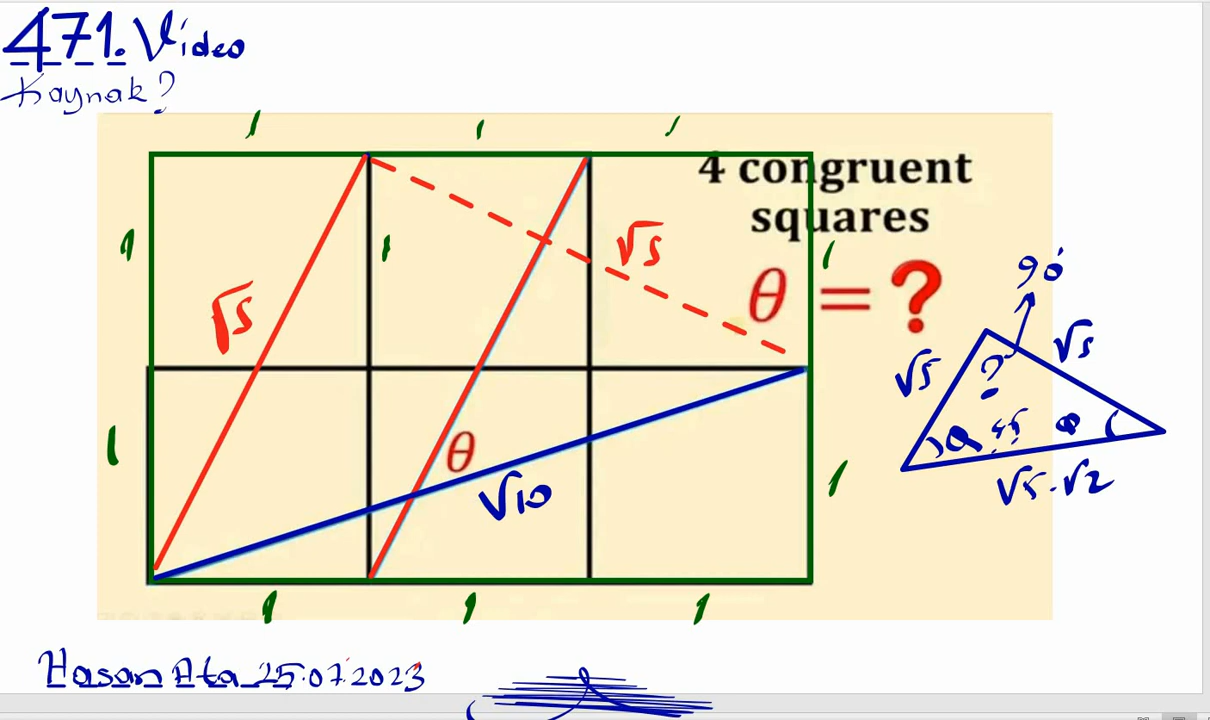 471. Video
Kaynak?
1 1 1
4 congruent
squares
1 1 √5 1
θ = ?
√5
90°
√5 √5
?
θ 45 θ
√5.√2
1 θ √10 1
1 1 1
Hasan Ata 25.07.2023